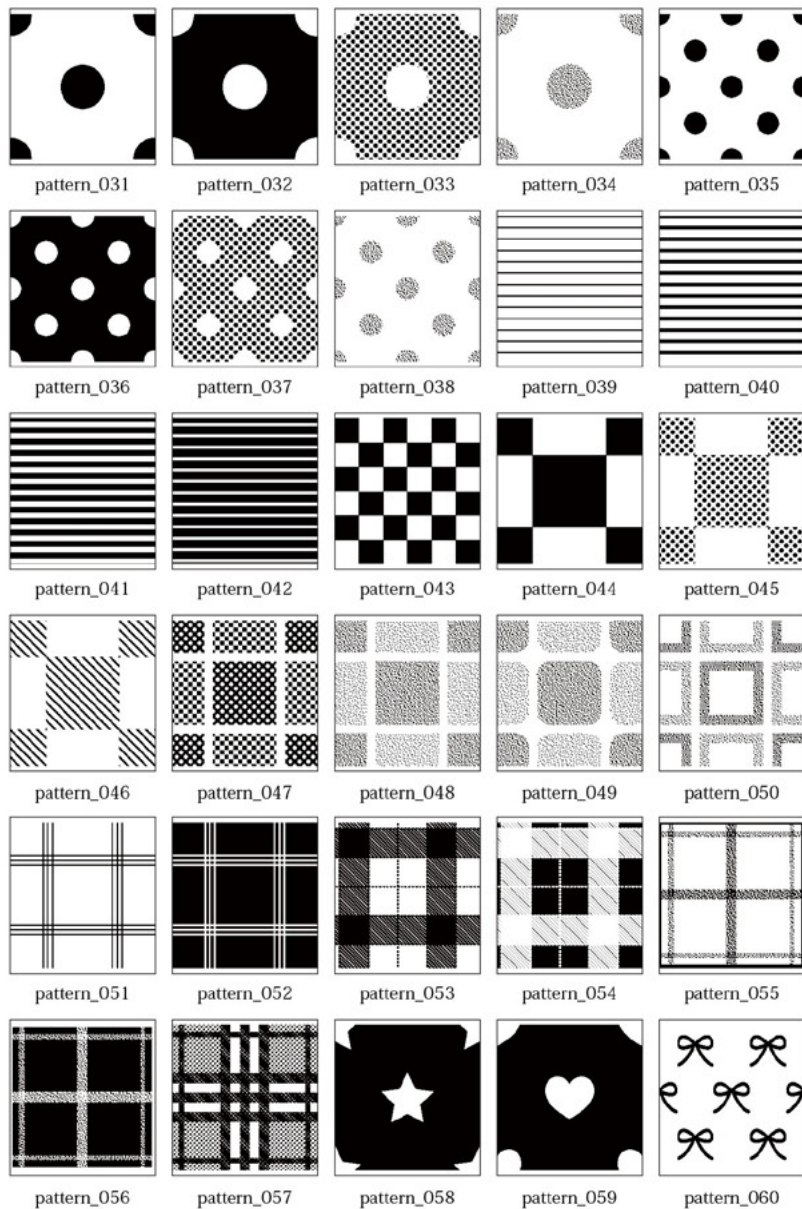 pattern_031 pattern_032 pattern_033 pattern_034 pattern_035
pattern_036 pattern_037 pattern_038 pattern_039 pattern_040
pattern_041 pattern_042 pattern_043 pattern_044 pattern_045
pattern_046 pattern_047 pattern_048 pattern_049 pattern_050
pattern_051 pattern_052 pattern_053 pattern_054 pattern_055
pattern_056 pattern_057 pattern_058 pattern_059 pattern_060